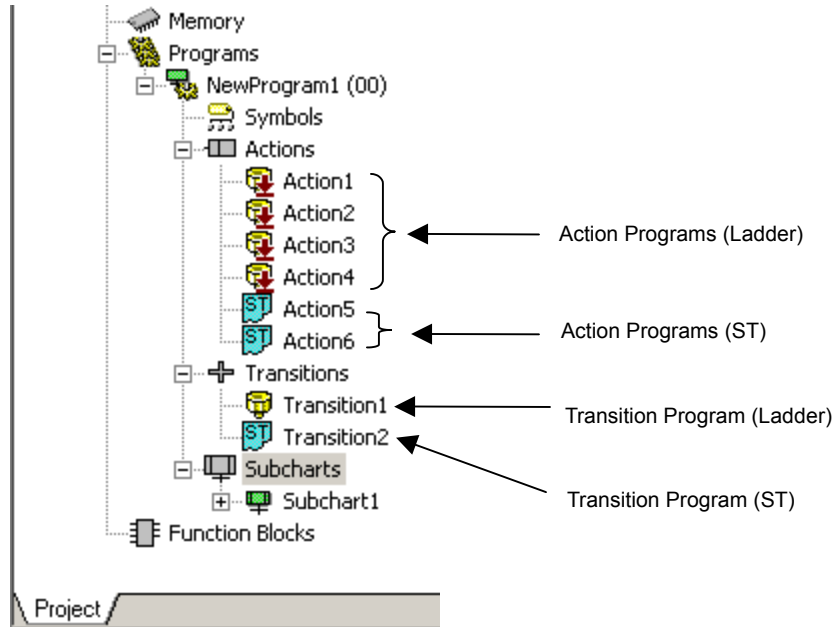 Memory
Programs
NewProgram1 (00)
Symbols
Actions
Action1
Action2
Action3
Action4
ST Action5
ST Action6
Transitions
Transition1
ST Transition2
Subcharts
Subchart1
Function Blocks
Project
Action Programs (Ladder)
Action Programs (ST)
Transition Program (Ladder)
Transition Program (ST)